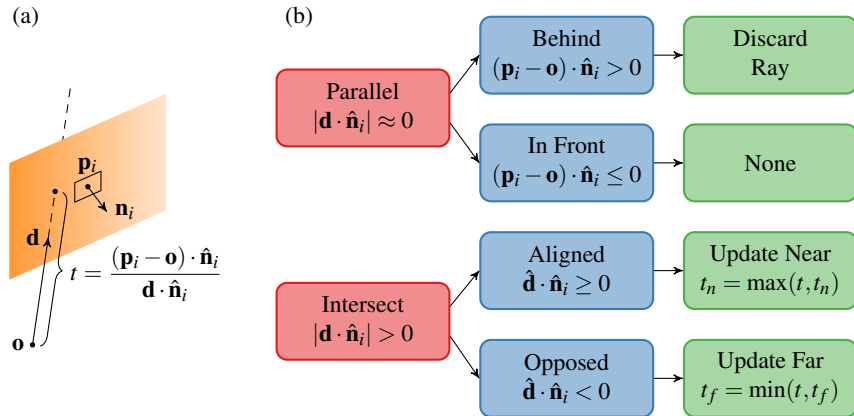 (a)
p_i
n_i
d
t = (p_i − o) · n̂_i / d · n̂_i
o
(b)
Parallel
|d · n̂_i| ≈ 0
Behind
(p_i − o) · n̂_i > 0
Discard
Ray
In Front
(p_i − o) · n̂_i ≤ 0
None
Intersect
|d · n̂_i| > 0
Aligned
d̂ · n̂_i ≥ 0
Update Near
t_n = max(t, t_n)
Opposed
d̂ · n̂_i < 0
Update Far
t_f = min(t, t_f)